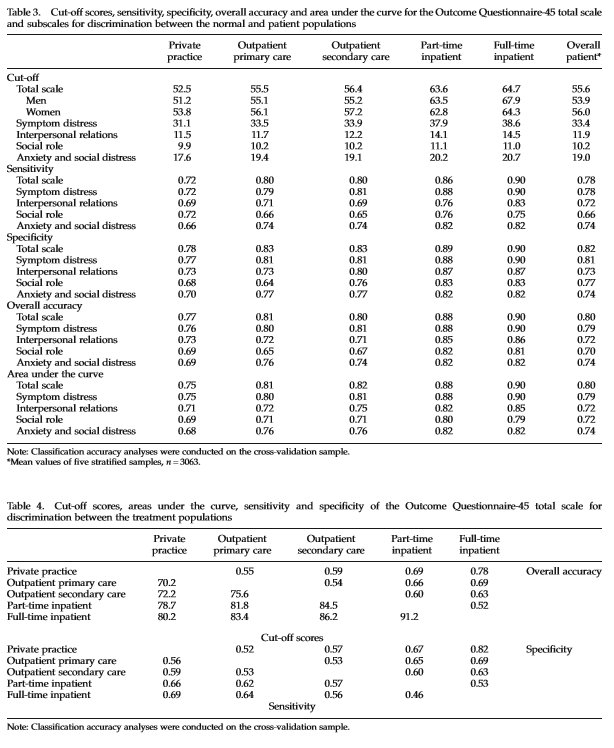 Table 3. Cut-off scores, sensitivity, specificity, overall accuracy and area under the curve for the Outcome Questionnaire-45 total scale
and subscales for discrimination between the normal and patient populations
Private practice Outpatient primary care Outpatient secondary care Part-time inpatient Full-time inpatient Overall patient*
Cut-off
Total scale 52.5 55.5 56.4 63.6 64.7 55.6
Men 51.2 55.1 55.2 63.5 67.9 53.9
Women 53.8 56.1 57.2 62.8 64.3 56.0
Symptom distress 31.1 33.5 33.9 37.9 38.6 33.4
Interpersonal relations 11.5 11.7 12.2 14.1 14.5 11.9
Social role 9.9 10.2 10.2 11.1 11.0 10.2
Anxiety and social distress 17.6 19.4 19.1 20.2 20.7 19.0
Sensitivity
Total scale 0.72 0.80 0.80 0.86 0.90 0.78
Symptom distress 0.72 0.79 0.81 0.88 0.90 0.78
Interpersonal relations 0.69 0.71 0.69 0.76 0.83 0.72
Social role 0.72 0.66 0.65 0.76 0.75 0.66
Anxiety and social distress 0.66 0.74 0.74 0.82 0.82 0.74
Specificity
Total scale 0.78 0.83 0.83 0.89 0.90 0.82
Symptom distress 0.77 0.81 0.81 0.88 0.90 0.81
Interpersonal relations 0.73 0.73 0.80 0.87 0.87 0.73
Social role 0.68 0.64 0.76 0.83 0.83 0.77
Anxiety and social distress 0.70 0.77 0.77 0.82 0.82 0.74
Overall accuracy
Total scale 0.77 0.81 0.80 0.88 0.90 0.80
Symptom distress 0.76 0.80 0.81 0.88 0.90 0.79
Interpersonal relations 0.73 0.72 0.71 0.85 0.86 0.72
Social role 0.69 0.65 0.67 0.82 0.81 0.70
Anxiety and social distress 0.69 0.76 0.74 0.82 0.82 0.74
Area under the curve
Total scale 0.75 0.81 0.82 0.88 0.90 0.80
Symptom distress 0.75 0.80 0.81 0.88 0.90 0.79
Interpersonal relations 0.71 0.72 0.75 0.82 0.85 0.72
Social role 0.69 0.71 0.71 0.80 0.79 0.72
Anxiety and social distress 0.68 0.76 0.76 0.82 0.82 0.74
Note: Classification accuracy analyses were conducted on the cross-validation sample.
*Mean values of five stratified samples, n = 3063.
Table 4. Cut-off scores, areas under the curve, sensitivity and specificity of the Outcome Questionnaire-45 total scale for
discrimination between the treatment populations
Private practice Outpatient primary care Outpatient secondary care Part-time inpatient Full-time inpatient
Private practice 0.55 0.59 0.69 0.78 Overall accuracy
Outpatient primary care 70.2 0.54 0.66 0.69
Outpatient secondary care 72.2 75.6 0.60 0.63
Part-time inpatient 78.7 81.8 84.5 0.52
Full-time inpatient 80.2 83.4 86.2 91.2
Cut-off scores
Private practice 0.52 0.57 0.67 0.82 Specificity
Outpatient primary care 0.56 0.53 0.65 0.69
Outpatient secondary care 0.59 0.53 0.60 0.63
Part-time inpatient 0.66 0.62 0.57 0.53
Full-time inpatient 0.69 0.64 0.56 0.46
Sensitivity
Note: Classification accuracy analyses were conducted on the cross-validation sample.